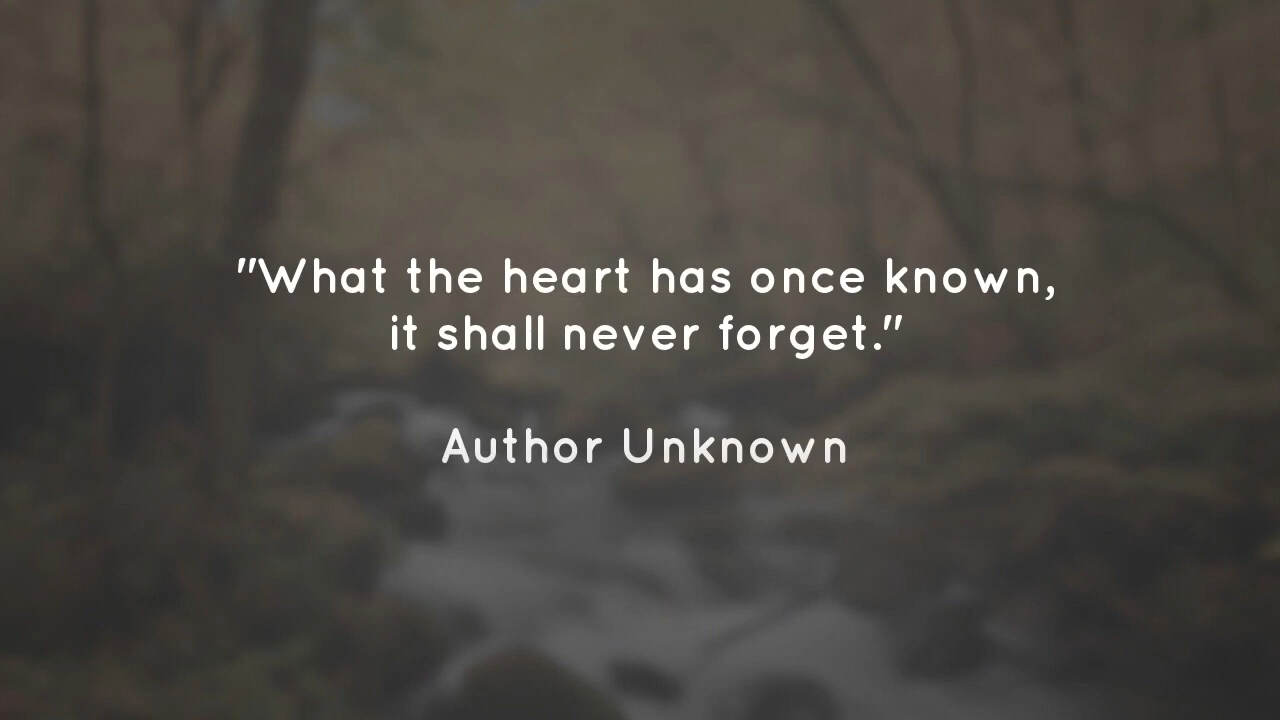 "What the heart has once known,
it shall never forget."
Author Unknown